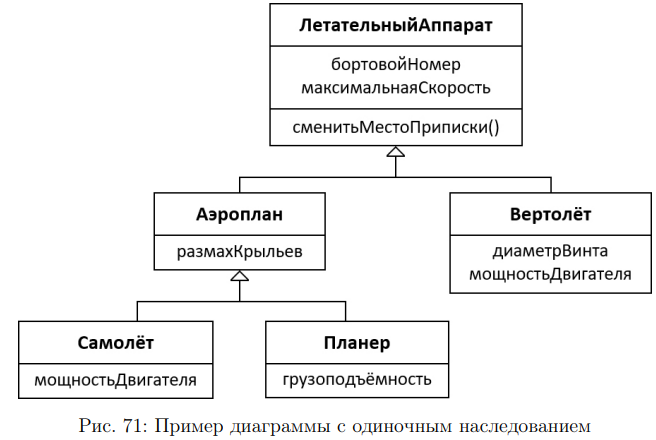 ЛетательныйАппарат
бортовойНомер
максимальнаяСкорость
сменитьМестоПриписки()
Аэроплан
размахКрыльев
Вертолёт
диаметрВинта
мощностьДвигателя
Самолёт
мощностьДвигателя
Планер
грузоподъёмность
Рис. 71: Пример диаграммы с одиночным наследованием